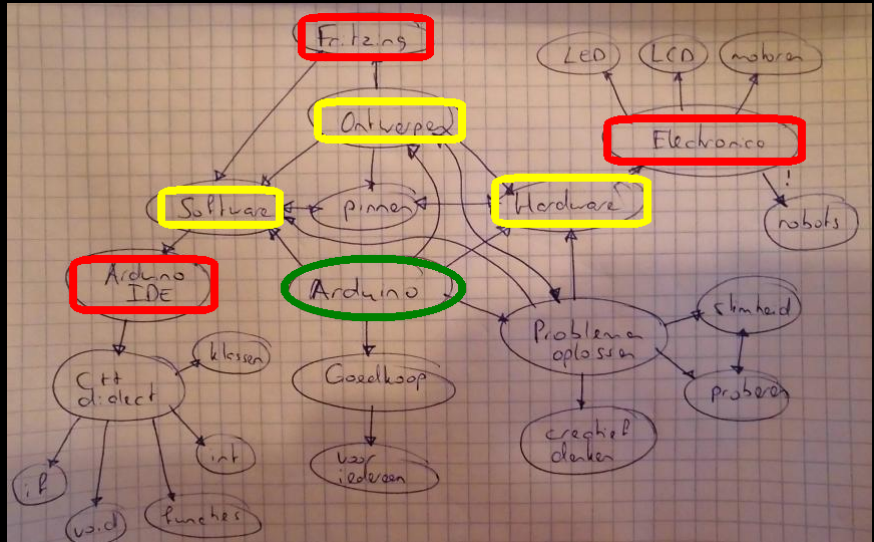 Fritzing
LED
LCD
motoren
Ontwerpen
Electronica
Software
pinnen
Hardware
!
robots
Arduino
IDE
Arduino
slimheid
Problemen
oplossen
klassen
C++
dialect
Goedkoop
proberen
creatief
denken
int
voor
iedereen
if
void
functies